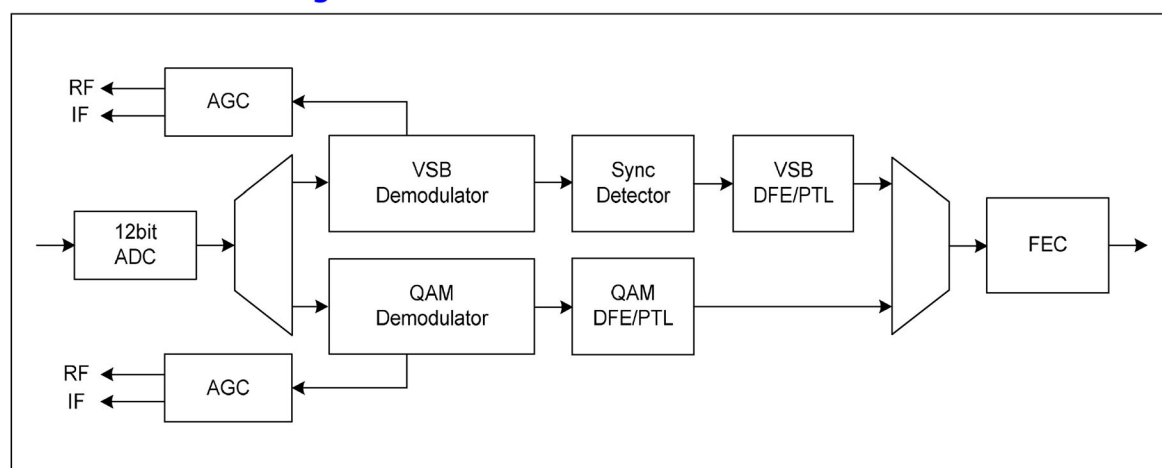 RF
IF
AGC
VSB
Demodulator
Sync
Detector
VSB
DFE/PTL
12bit
ADC
FEC
QAM
Demodulator
QAM
DFE/PTL
RF
IF
AGC